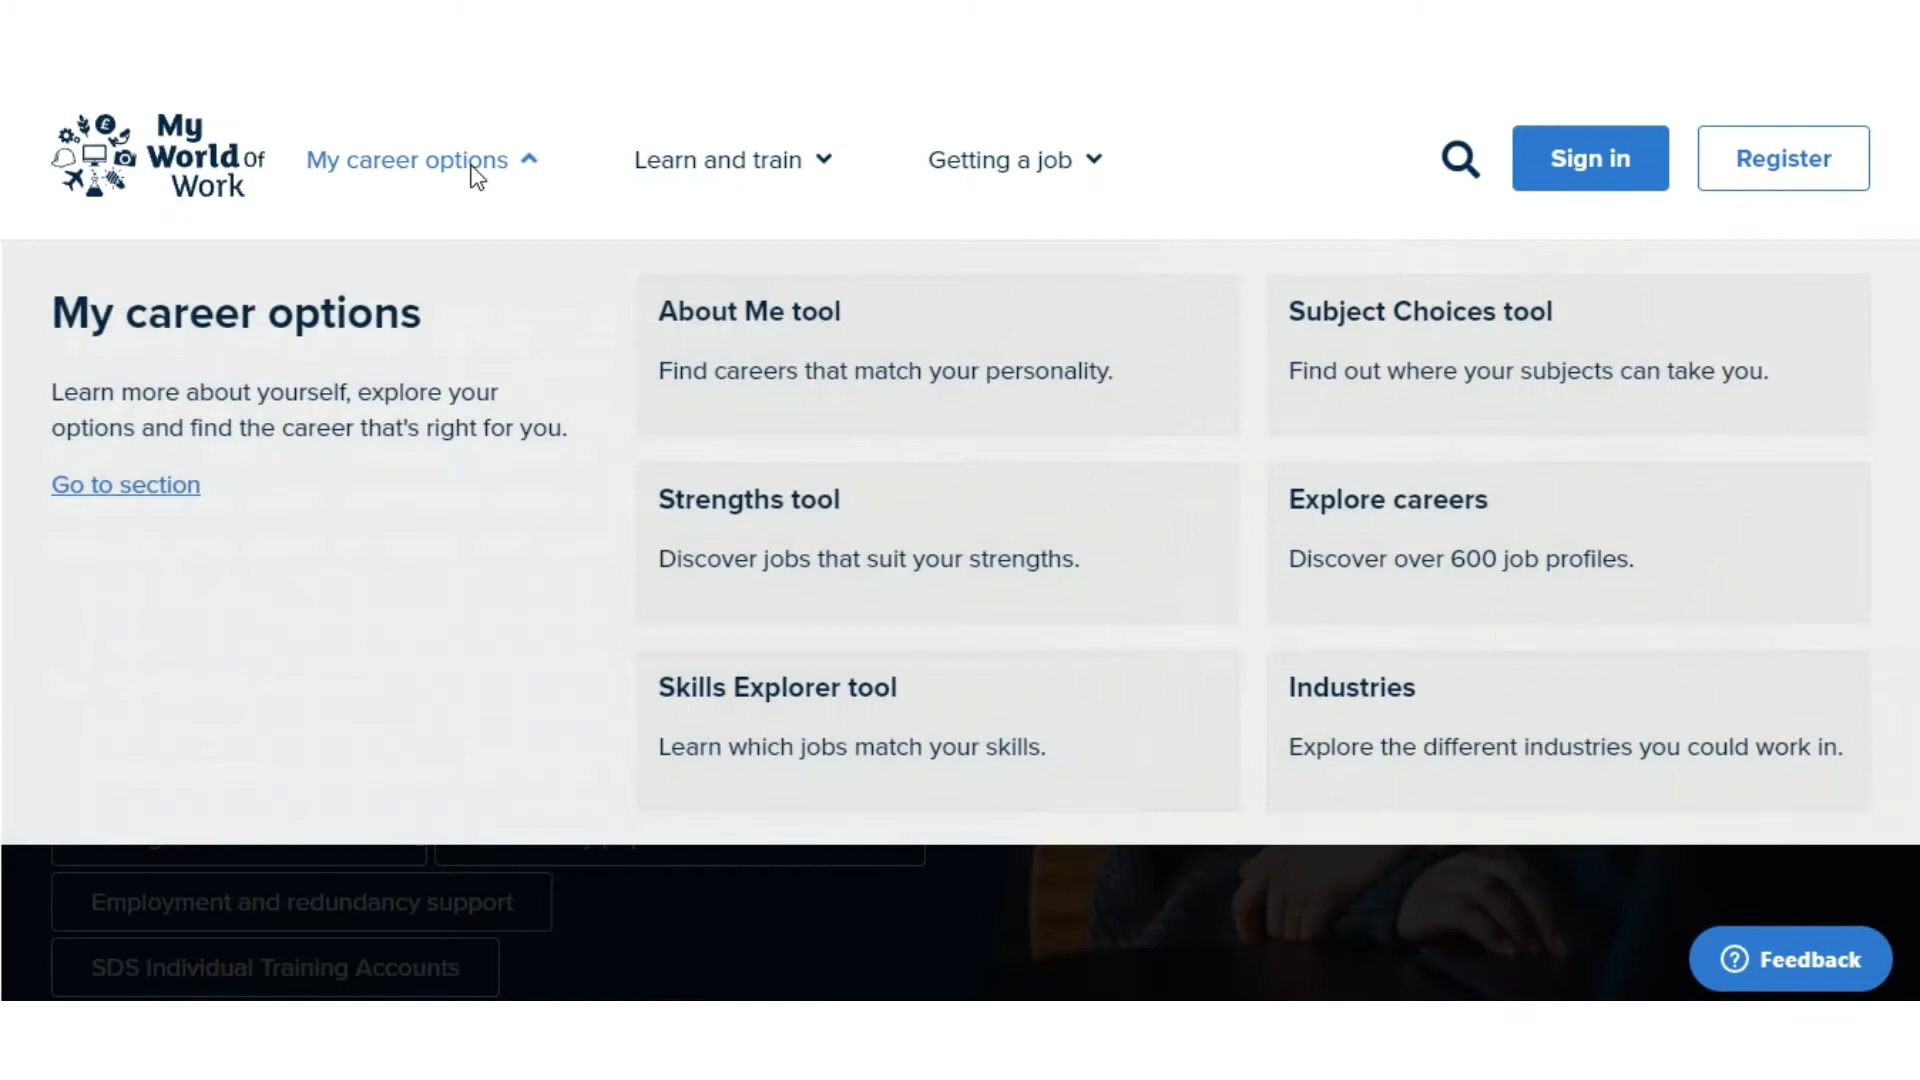 My
World OF
Work
My career options
Learn and train
Getting a job
Sign in
Register
My career options
Learn more about yourself, explore your
options and find the career that's right for you.
Go to section
About Me tool
Find careers that match your personality.
Subject Choices tool
Find out where your subjects can take you.
Strengths tool
Discover jobs that suit your strengths.
Explore careers
Discover over 600 job profiles.
Skills Explorer tool
Learn which jobs match your skills.
Industries
Explore the different industries you could work in.
Employment and redundancy support
SDS Individual Training Accounts
Feedback